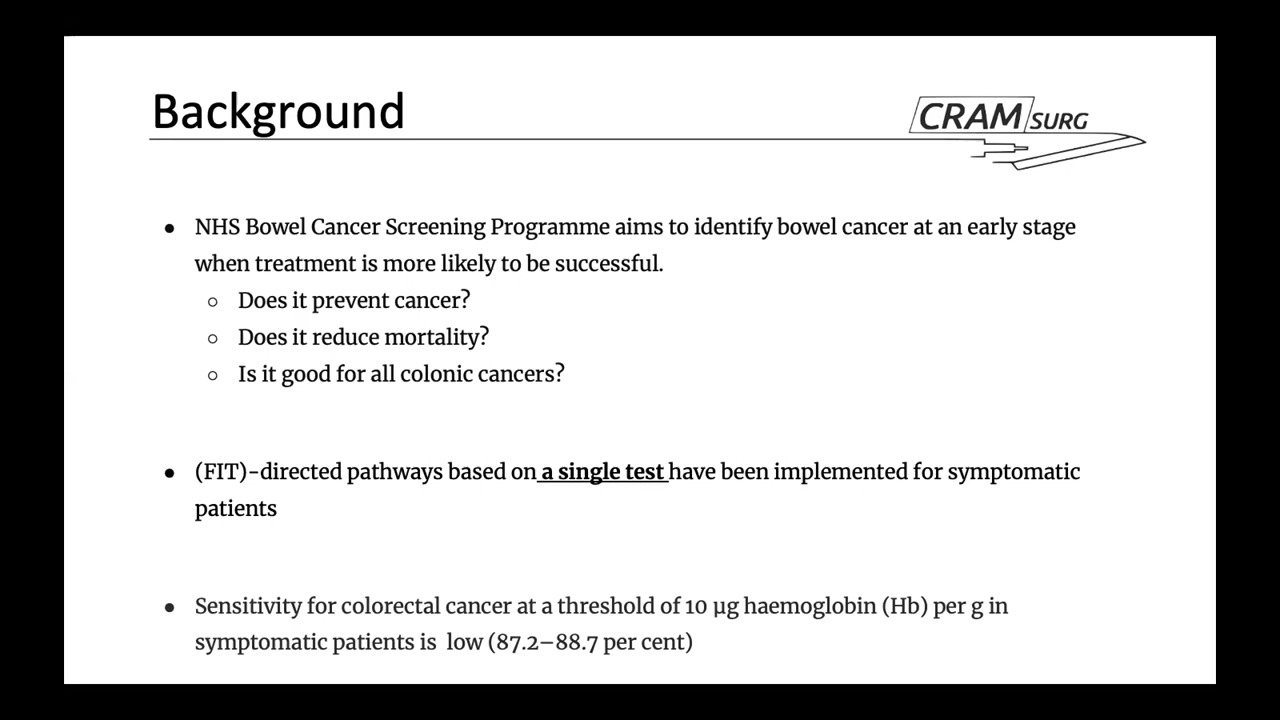 Background
CRAM SURG
● NHS Bowel Cancer Screening Programme aims to identify bowel cancer at an early stage
when treatment is more likely to be successful.
○ Does it prevent cancer?
○ Does it reduce mortality?
○ Is it good for all colonic cancers?
● (FIT)-directed pathways based on a single test have been implemented for symptomatic
patients
● Sensitivity for colorectal cancer at a threshold of 10 µg haemoglobin (Hb) per g in
symptomatic patients is low (87.2–88.7 per cent)